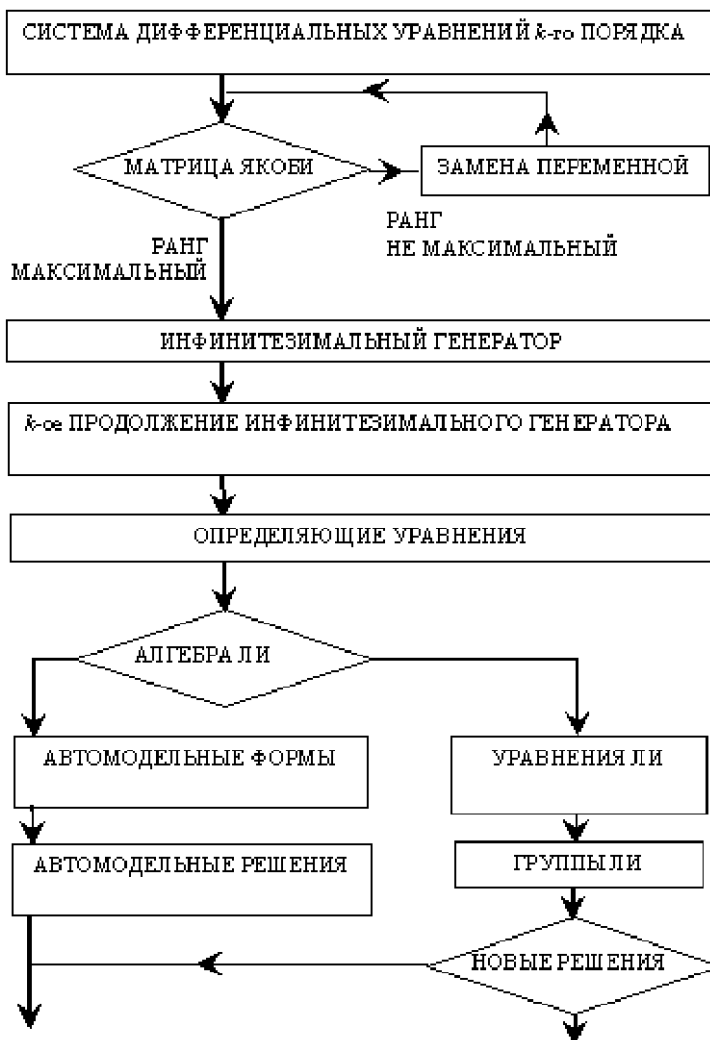 СИСТЕМА ДИФФЕРЕНЦИАЛЬНЫХ УРАВНЕНИЙ k-го ПОРЯДКА
МАТРИЦА ЯКОБИ
ЗАМЕНА ПЕРЕМЕННОЙ
РАНГ
НЕ МАКСИМАЛЬНЫЙ
РАНГ
МАКСИМАЛЬНЫЙ
ИНФИНИТЕЗИМАЛЬНЫЙ ГЕНЕРАТОР
k-ое ПРОДОЛЖЕНИЕ ИНФИНИТЕЗИМАЛЬНОГО ГЕНЕРАТОРА
ОПРЕДЕЛЯЮЩИЕ УРАВНЕНИЯ
АЛГЕБРА ЛИ
АВТОМОДЕЛЬНЫЕ ФОРМЫ
УРАВНЕНИЯ ЛИ
АВТОМОДЕЛЬНЫЕ РЕШЕНИЯ
ГРУППЫ ЛИ
НОВЫЕ РЕШЕНИЯ